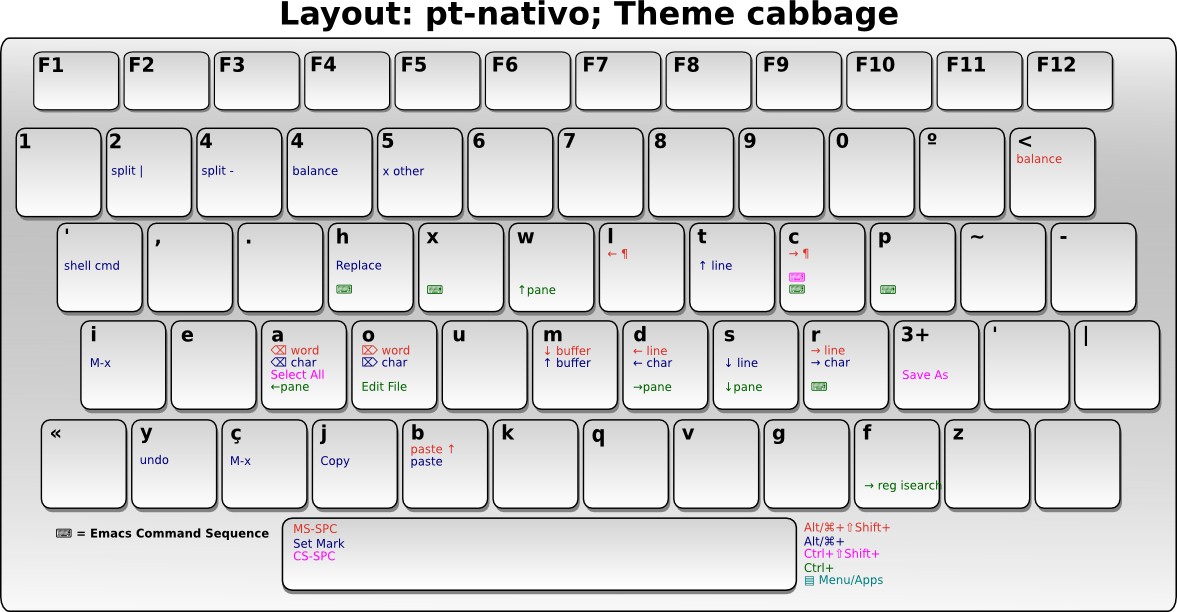 Layout: pt-nativo; Theme cabbage
F1 F2 F3 F4 F5 F6 F7 F8 F9 F10 F11 F12
1 2 4 4 5 6 7 8 9 0 º <
balance
split | split - balance x other
' , . h x w l t c p ~ -
← ¶ → ¶
shell cmd Replace ↑ line
⌨
⌨ ⌨ ↑pane ⌨ ⌨
i e a o u m d s r 3+ ' |
⌫ word ⌦ word ↓ buffer ← line → line
M-x ⌫ char ⌦ char ↑ buffer ← char ↓ line → char
Select All Save As
←pane Edit File →pane ↓pane ⌨
« y ç j b k q v g f z
paste ↑
undo M-x Copy paste
→ reg isearch
⌨ = Emacs Command Sequence
MS-SPC
Set Mark
CS-SPC
Alt/⌘+⇧Shift+
Alt/⌘+
Ctrl+⇧Shift+
Ctrl+
▤ Menu/Apps